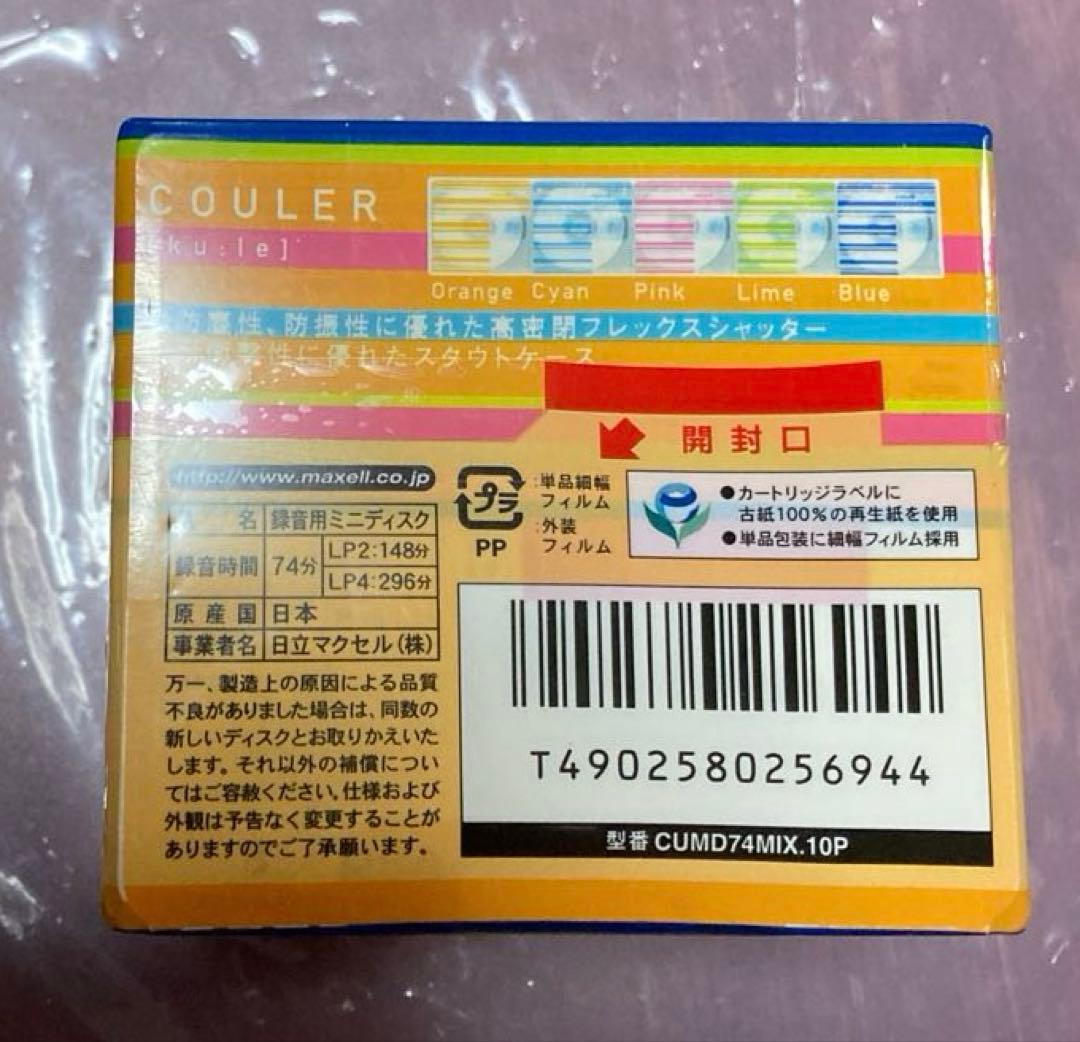 COULER
ku:le]
Orange Cyan Pink Lime Blue
防塵性、防振性に優れた高密閉フレックスシャッター
性に優れたスタウトケース
開封口
http://www.maxell.co.jp
プラ
PP
:単品細幅
フィルム
:外装
フィルム
●カートリッジラベルに
古紙100%の再生紙を使用
●単品包装に細幅フィルム採用
名 録音用ミニディスク
録音時間 74分 LP2:148分
LP4:296分
原産国 日本
事業者名 日立マクセル(株)
万一、製造上の原因による品質
不良がありました場合は、同数の
新しいディスクとお取りかえいた
します。それ以外の補償につい
てはご容赦ください。仕様および
外観は予告なく変更することが
ありますのでご了承願います。
T4902580256944
型番 CUMD74MIX.10P